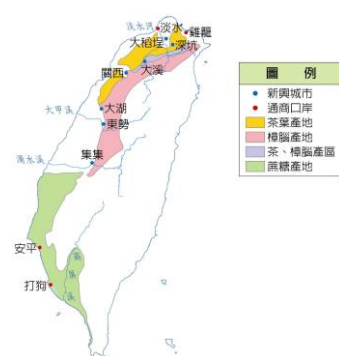 淡水河
淡水
雞籠
大稻埕
深坑
關西
大溪
大湖
大甲溪
東勢
濁水溪
集集
安平
打狗
圖 例
新興城市
通商口岸
茶葉產地
樟腦產地
茶、樟腦產區
蔗糖產地